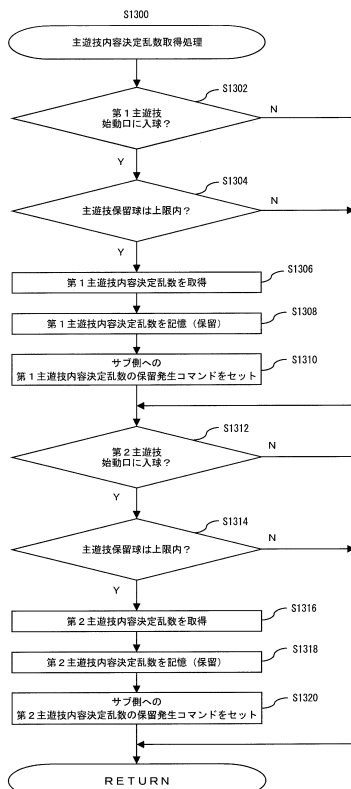 S1300
主遊技内容決定乱数取得処理
S1302
第1主遊技
始動口に入球？
N
Y
S1304
主遊技保留球は上限内？
N
Y
S1306
第1主遊技内容決定乱数を取得
S1308
第1主遊技内容決定乱数を記憶（保留）
S1310
サブ側への
第1主遊技内容決定乱数の保留発生コマンドをセット
S1312
第2主遊技
始動口に入球？
N
Y
S1314
主遊技保留球は上限内？
N
Y
S1316
第2主遊技内容決定乱数を取得
S1318
第2主遊技内容決定乱数を記憶（保留）
S1320
サブ側への
第2主遊技内容決定乱数の保留発生コマンドをセット
RETURN